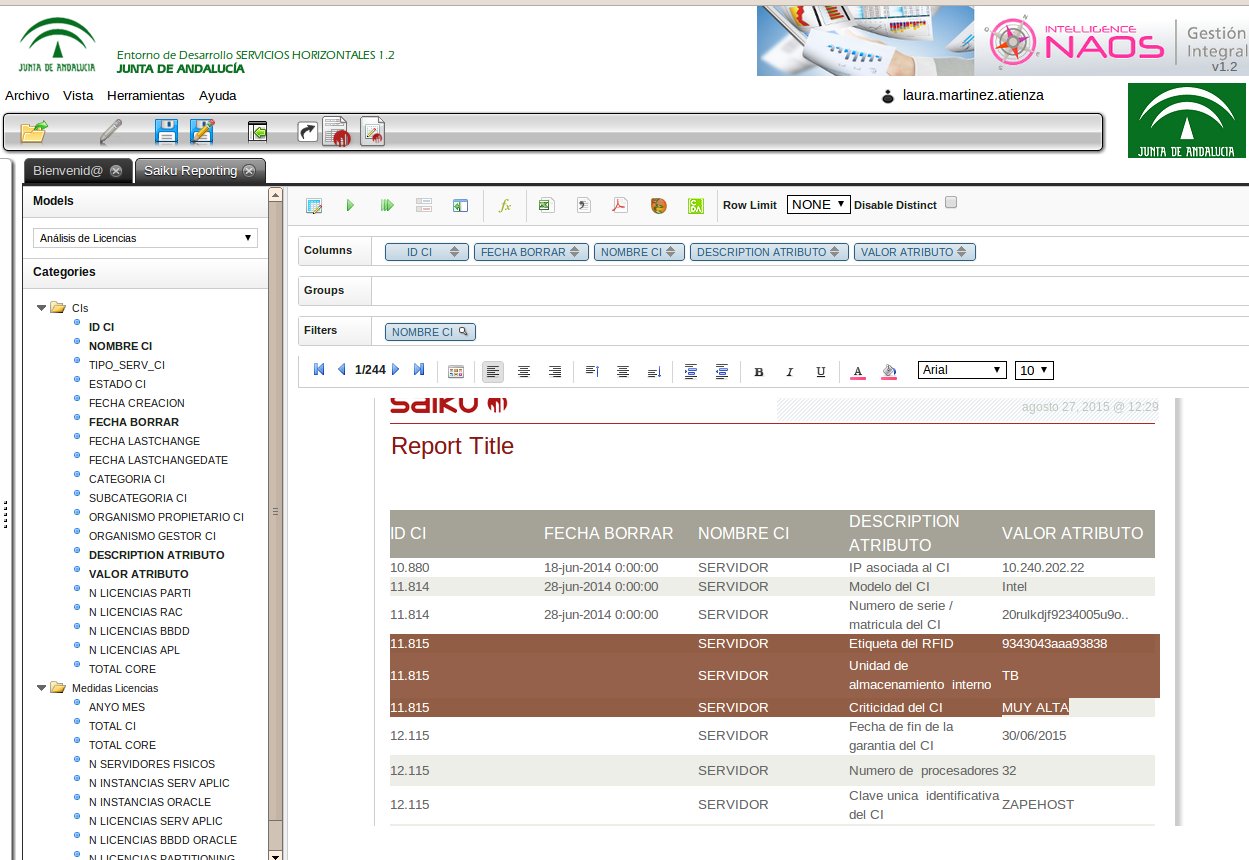 JUNTA DE ANDALUCIA
Entorno de Desarrollo SERVICIOS HORIZONTALES 1.2
JUNTA DE ANDALUCÍA
INTELLIGENCE
NAOS
Gestión
Integral
v1.2
Archivo Vista Herramientas Ayuda
laura.martinez.atienza
JUNTA DE ANDALUCIA
Bienvenid@ Saiku Reporting
Models
Análisis de Licencias
Categories
CIs
ID CI
NOMBRE CI
TIPO_SERV_CI
ESTADO CI
FECHA CREACION
FECHA BORRAR
FECHA LASTCHANGE
FECHA LASTCHANGEDATE
CATEGORIA CI
SUBCATEGORIA CI
ORGANISMO PROPIETARIO CI
ORGANISMO GESTOR CI
DESCRIPTION ATRIBUTO
VALOR ATRIBUTO
N LICENCIAS PARTI
N LICENCIAS RAC
N LICENCIAS BBDD
N LICENCIAS APL
TOTAL CORE
Medidas Licencias
ANYO MES
TOTAL CI
TOTAL CORE
N SERVIDORES FISICOS
N INSTANCIAS SERV APLIC
N INSTANCIAS ORACLE
N LICENCIAS SERV APLIC
N LICENCIAS BBDD ORACLE
N LICENCIAS PARTITIONING
Row Limit NONE Disable Distinct
Columns ID CI FECHA BORRAR NOMBRE CI DESCRIPTION ATRIBUTO VALOR ATRIBUTO
Groups
Filters NOMBRE CI
1/244 B I U A Arial 10
saiku agosto 27, 2015 @ 12:29
Report Title
ID CI FECHA BORRAR NOMBRE CI DESCRIPTION ATRIBUTO VALOR ATRIBUTO
10.880 18-jun-2014 0:00:00 SERVIDOR IP asociada al CI 10.240.202.22
11.814 28-jun-2014 0:00:00 SERVIDOR Modelo del CI Intel
11.814 28-jun-2014 0:00:00 SERVIDOR Numero de serie / matricula del CI 20rulkdjf9234005u9o..
11.815 SERVIDOR Etiqueta del RFID 9343043aaa93838
11.815 SERVIDOR Unidad de almacenamiento interno TB
11.815 SERVIDOR Criticidad del CI MUY ALTA
12.115 SERVIDOR Fecha de fin de la garantia del CI 30/06/2015
12.115 SERVIDOR Numero de procesadores 32
12.115 SERVIDOR Clave unica identificativa del CI ZAPEHOST